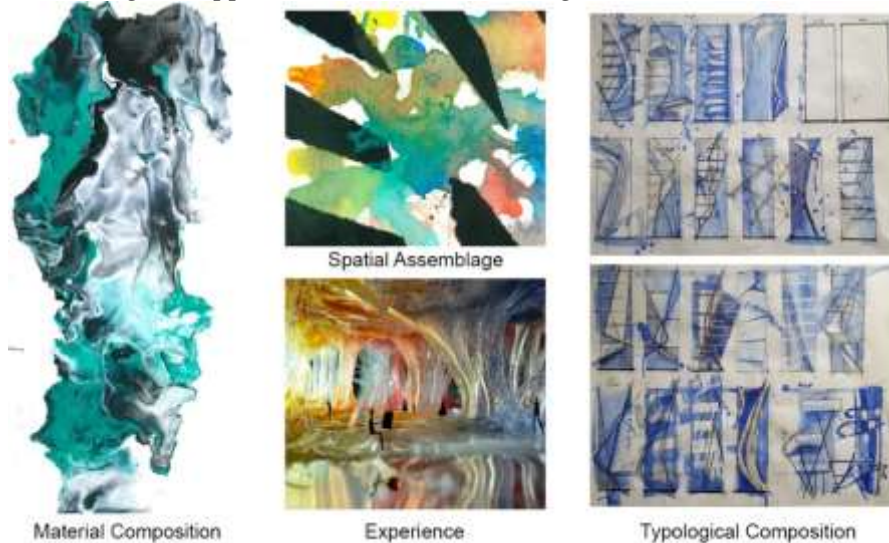 Spatial Assemblage
Material Composition
Experience
Typological Composition